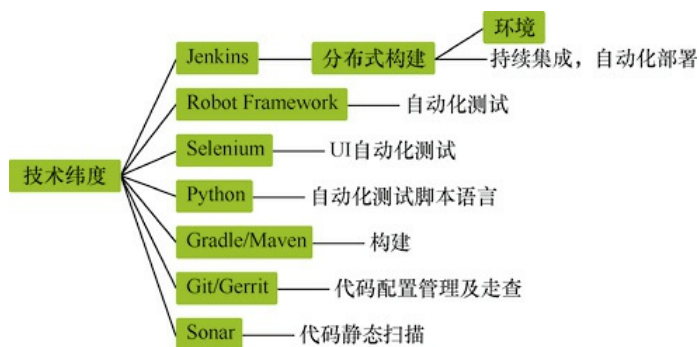 环境
Jenkins
分布式构建
持续集成，自动化部署
Robot Framework
自动化测试
Selenium
UI自动化测试
技术纬度
Python
自动化测试脚本语言
Gradle/Maven
构建
Git/Gerrit
代码配置管理及走查
Sonar
代码静态扫描